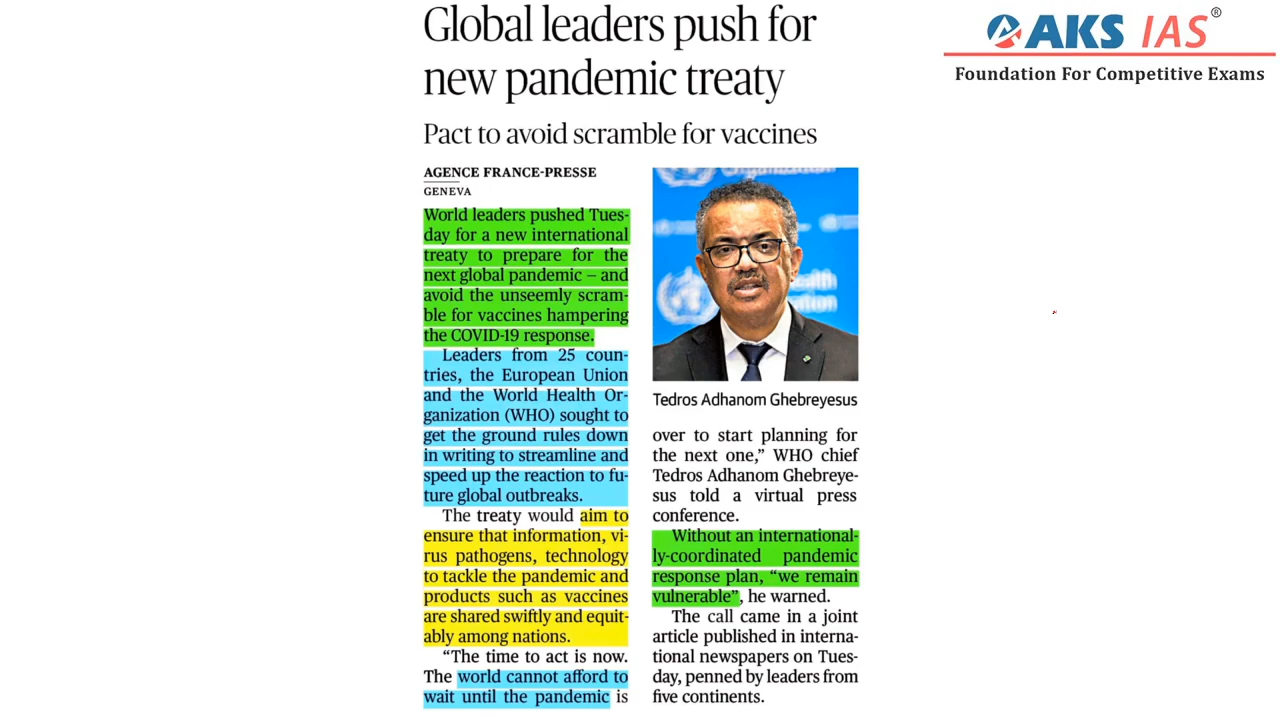 Global leaders push for
new pandemic treaty
Pact to avoid scramble for vaccines
AGENCE FRANCE-PRESSE
GENEVA
World leaders pushed Tues-
day for a new international
treaty to prepare for the
next global pandemic – and
avoid the unseemly scram-
ble for vaccines hampering
the COVID-19 response.
Leaders from 25 coun-
tries, the European Union
and the World Health Or-
ganization (WHO) sought to
get the ground rules down
in writing to streamline and
speed up the reaction to fu-
ture global outbreaks.
The treaty would aim to
ensure that information, vi-
rus pathogens, technology
to tackle the pandemic and
products such as vaccines
are shared swiftly and equit-
ably among nations.
“The time to act is now.
The world cannot afford to
wait until the pandemic is
Organization
Health
Tedros Adhanom Ghebreyesus
over to start planning for
the next one,” WHO chief
Tedros Adhanom Ghebreye-
sus told a virtual press
conference.
Without an international-
ly-coordinated pandemic
response plan, “we remain
vulnerable”, he warned.
The call came in a joint
article published in interna-
tional newspapers on Tues-
day, penned by leaders from
five continents.
AKS IAS®
Foundation For Competitive Exams